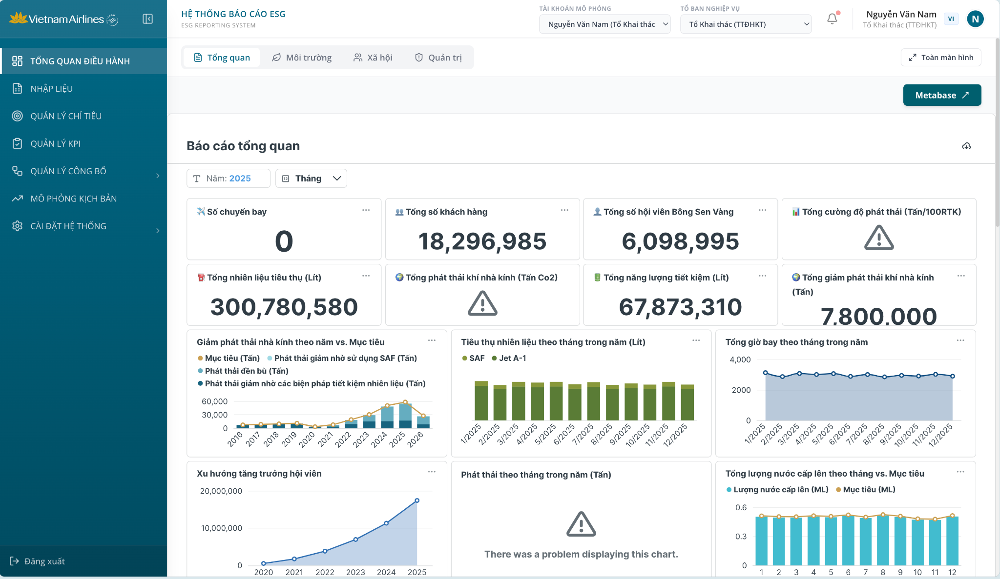 Vietnam Airlines
HỆ THỐNG BÁO CÁO ESG
ESG REPORTING SYSTEM
TÀI KHOẢN MÔ PHỎNG
Nguyễn Văn Nam (Tổ Khai thác
TỔ BAN NGHIỆP VỤ
Tổ Khai thác (TTĐHKT)
Nguyễn Văn Nam
Tổ Khai thác (TTĐHKT)
VI
N
TỔNG QUAN ĐIỀU HÀNH
NHẬP LIỆU
QUẢN LÝ CHỈ TIÊU
QUẢN LÝ KPI
QUẢN LÝ CÔNG BỐ
MÔ PHỎNG KỊCH BẢN
CÀI ĐẶT HỆ THỐNG
Đăng xuất
Tổng quan
Môi trường
Xã hội
Quản trị
Toàn màn hình
Metabase
Báo cáo tổng quan
Năm: 2025
12
Tháng
Số chuyến bay
0
Tổng số khách hàng
18,296,985
Tổng số hội viên Bông Sen Vàng
6,098,995
Tổng cường độ phát thải (Tấn/100RTK)
Tổng nhiên liệu tiêu thụ (Lít)
300,780,580
Tổng phát thải khí nhà kính (Tấn Co2)
Tổng năng lượng tiết kiệm (Lít)
67,873,310
Tổng giảm phát thải khí nhà kính
(Tấn)
7,800,000
Giảm phát thải nhà kính theo năm vs. Mục tiêu
Mục tiêu (Tấn) Phát thải giảm nhờ sử dụng SAF (Tấn)
Phát thải đền bù (Tấn)
Phát thải giảm nhờ các biện pháp tiết kiệm nhiên liệu (Tấn)
60,000
30,000
0
2016 2017 2018 2019 2020 2021 2022 2023 2024 2025 2026
Tiêu thụ nhiên liệu theo tháng trong năm (Lít)
SAF Jet A-1
1/2025 2/2025 3/2025 4/2025 5/2025 6/2025 7/2025 8/2025 9/2025 10/2025 11/2025 12/2025
Tổng giờ bay theo tháng trong năm
4,000
2000
0
1/2025 2/2025 3/2025 4/2025 5/2025 6/2025 7/2025 8/2025 9/2025 10/2025 11/2025 12/2025
Xu hướng tăng trưởng hội viên
20,000,000
10,000,000
0
2020 2021 2022 2023 2024 2025
Phát thải theo tháng trong năm (Tấn)
There was a problem displaying this chart.
Tổng lượng nước cấp lên theo tháng vs. Mục tiêu
Lượng nước cấp lên (ML) Mục tiêu (ML)
0.6
0.3
0
1 2 3 4 5 6 7 8 9 10 11 12